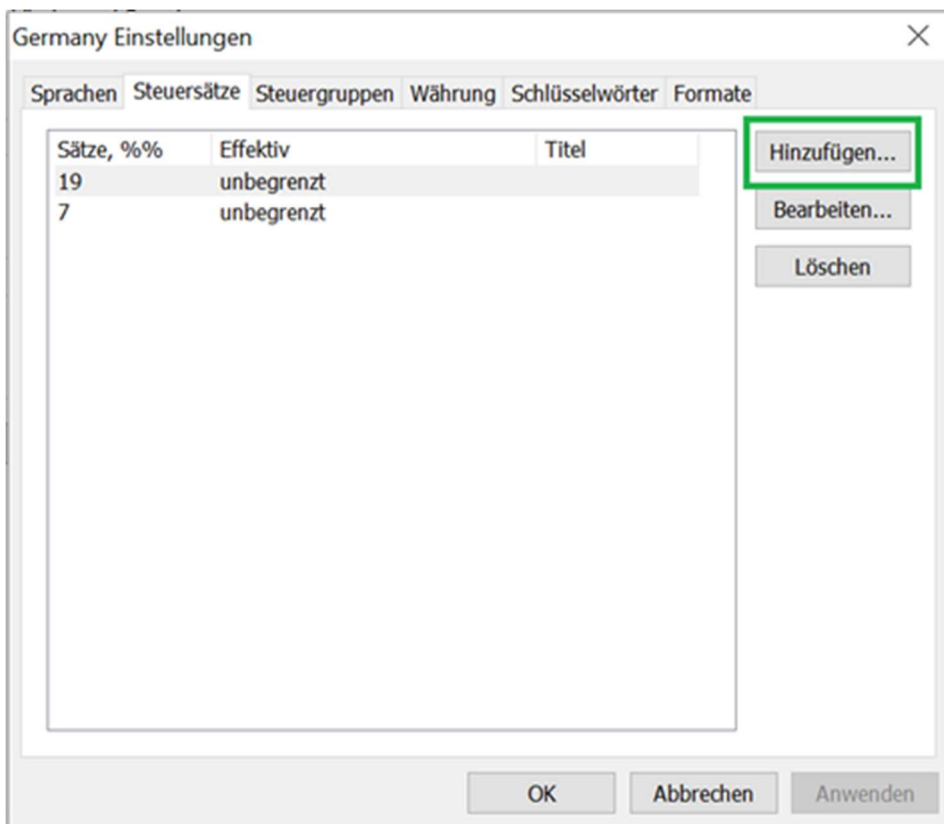 Germany Einstellungen
Sprachen Steuersätze Steuergruppen Währung Schlüsselwörter Formate
Sätze, %% Effektiv Titel
19 unbegrenzt
7 unbegrenzt
Hinzufügen...
Bearbeiten...
Löschen
OK Abbrechen Anwenden